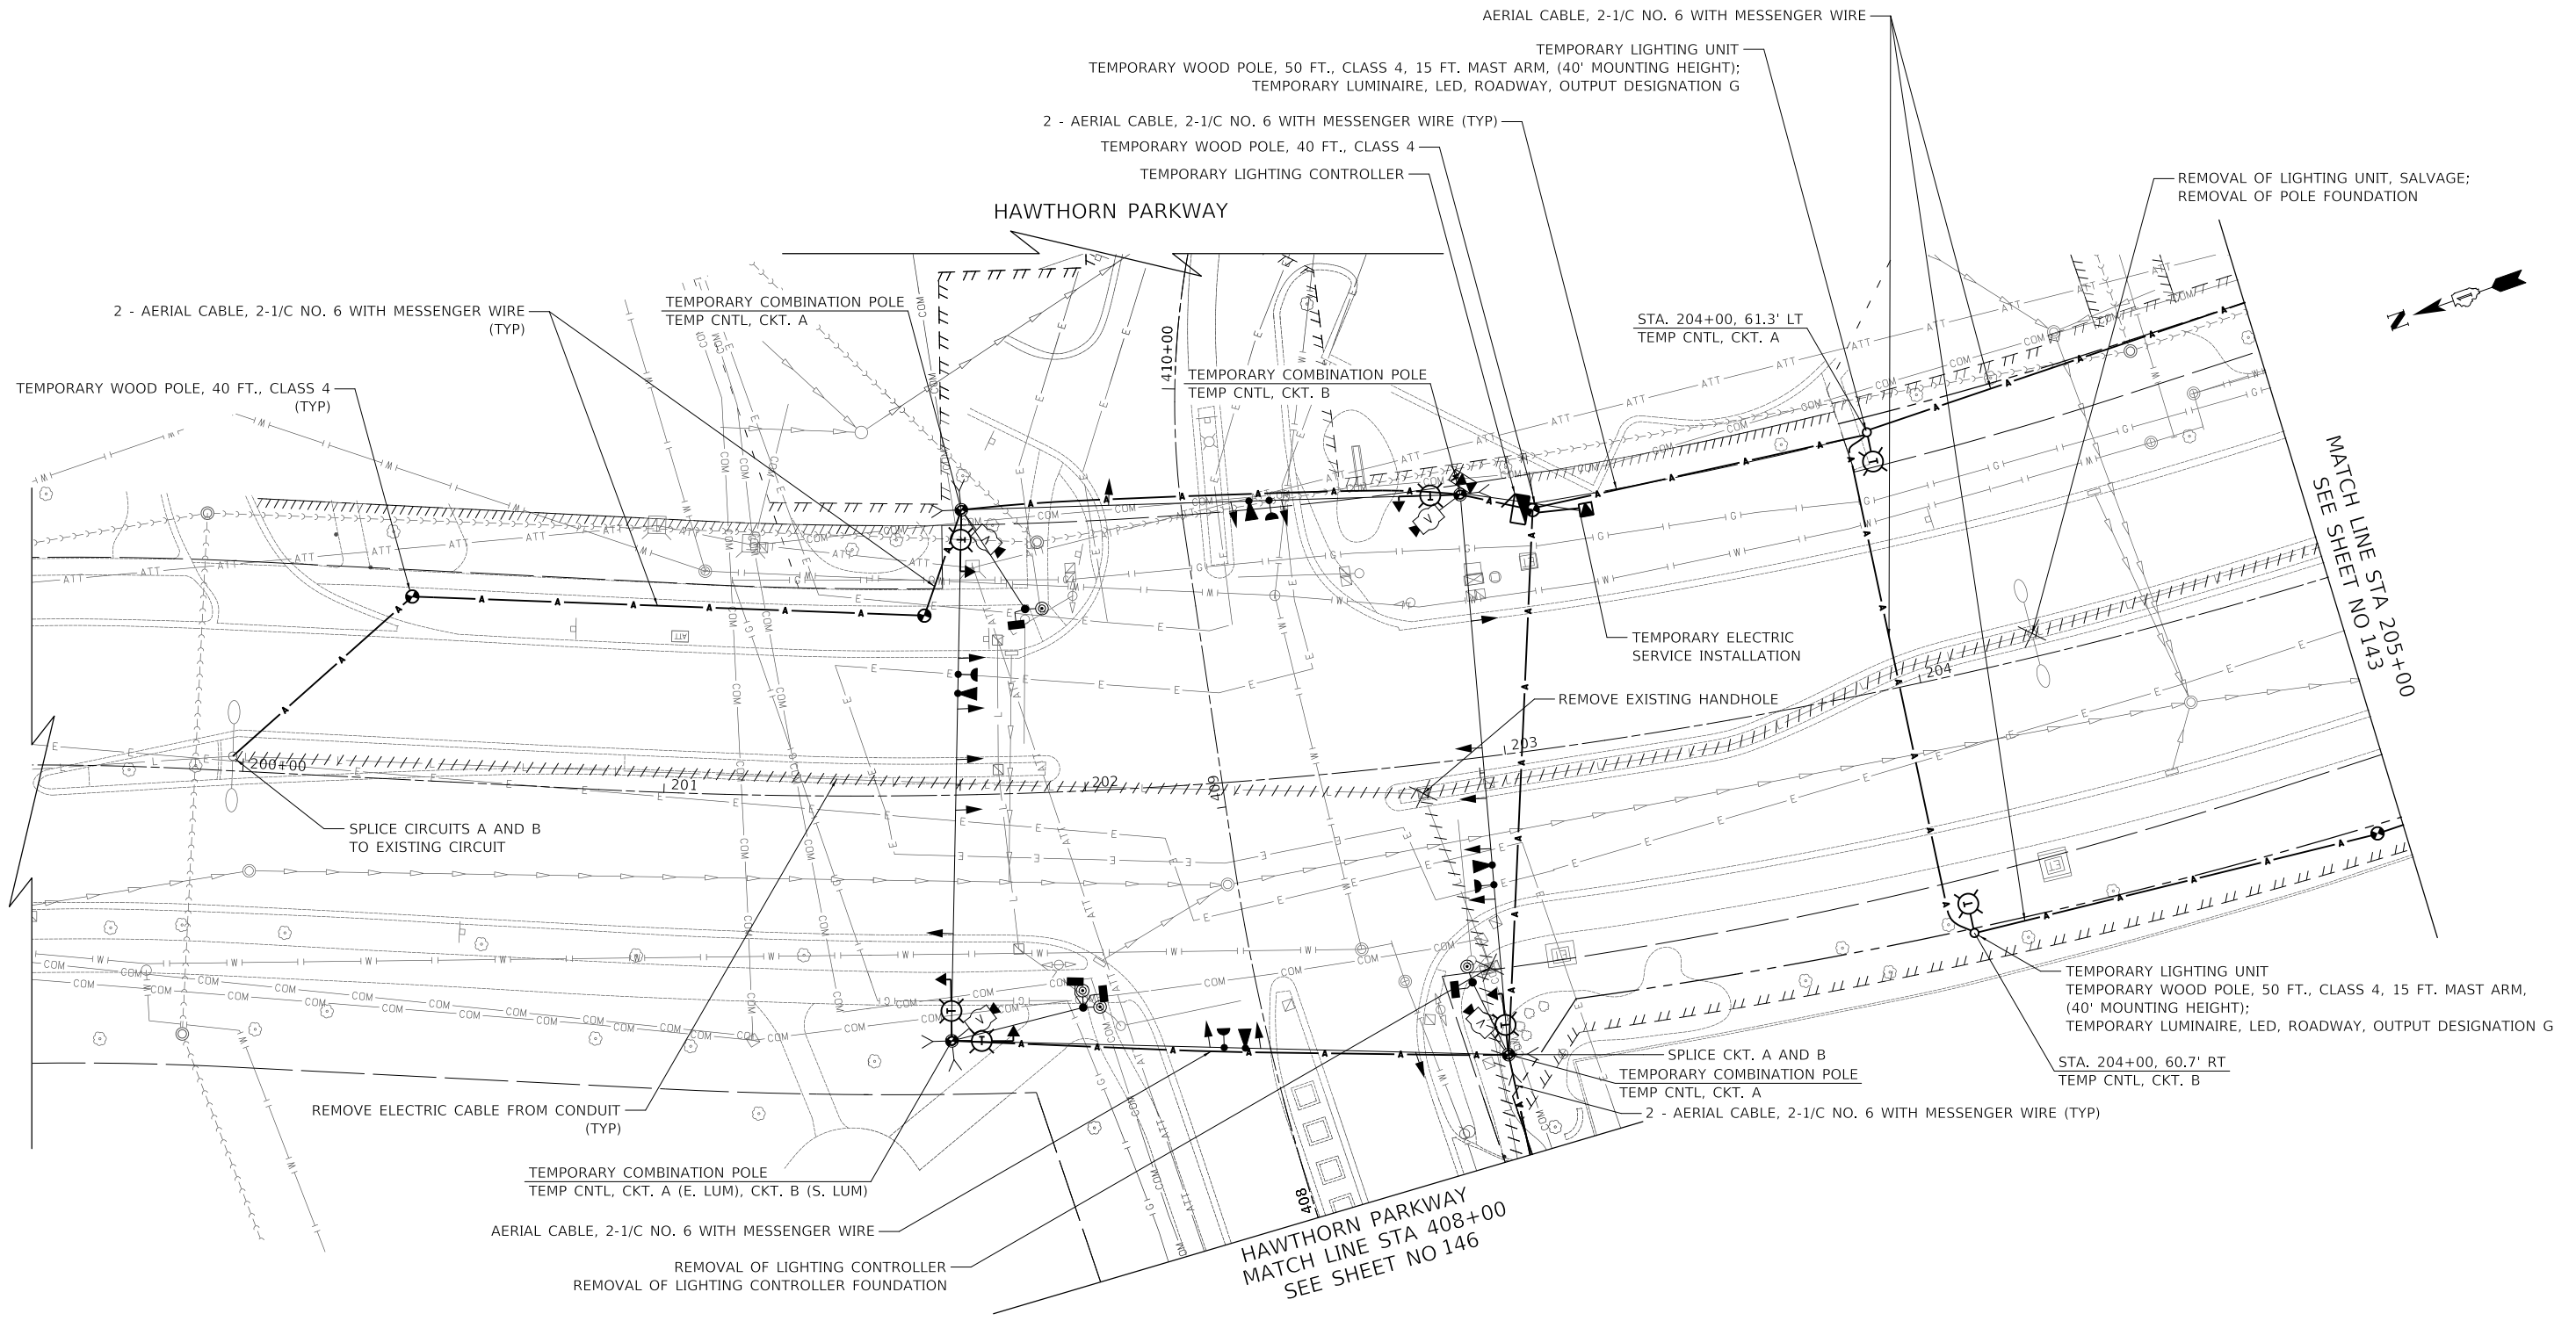 AERIAL CABLE, 2-1/C NO. 6 WITH MESSENGER WIRE
TEMPORARY LIGHTING UNIT
TEMPORARY WOOD POLE, 50 FT., CLASS 4, 15 FT. MAST ARM, (40' MOUNTING HEIGHT);
TEMPORARY LUMINAIRE, LED, ROADWAY, OUTPUT DESIGNATION G
2 - AERIAL CABLE, 2-1/C NO. 6 WITH MESSENGER WIRE (TYP)
TEMPORARY WOOD POLE, 40 FT., CLASS 4
TEMPORARY LIGHTING CONTROLLER
REMOVAL OF LIGHTING UNIT, SALVAGE;
REMOVAL OF POLE FOUNDATION
HAWTHORN PARKWAY
N
2 - AERIAL CABLE, 2-1/C NO. 6 WITH MESSENGER WIRE
(TYP)
TEMPORARY COMBINATION POLE
TEMP CNTL, CKT. A
STA. 204+00, 61.3' LT
TEMP CNTL, CKT. A
410+00
TEMPORARY COMBINATION POLE
TEMP CNTL, CKT. B
TEMPORARY WOOD POLE, 40 FT., CLASS 4
(TYP)
MATCH LINE STA 205+00
SEE SHEET NO 143
TEMPORARY ELECTRIC
SERVICE INSTALLATION
REMOVE EXISTING HANDHOLE
200+00
201
202
203
204
409
SPLICE CIRCUITS A AND B
TO EXISTING CIRCUIT
TEMPORARY LIGHTING UNIT
TEMPORARY WOOD POLE, 50 FT., CLASS 4, 15 FT. MAST ARM,
(40' MOUNTING HEIGHT);
TEMPORARY LUMINAIRE, LED, ROADWAY, OUTPUT DESIGNATION G
STA. 204+00, 60.7' RT
TEMP CNTL, CKT. B
SPLICE CKT. A AND B
TEMPORARY COMBINATION POLE
TEMP CNTL, CKT. A
2 - AERIAL CABLE, 2-1/C NO. 6 WITH MESSENGER WIRE (TYP)
REMOVE ELECTRIC CABLE FROM CONDUIT
(TYP)
TEMPORARY COMBINATION POLE
TEMP CNTL, CKT. A (E. LUM), CKT. B (S. LUM)
AERIAL CABLE, 2-1/C NO. 6 WITH MESSENGER WIRE
REMOVAL OF LIGHTING CONTROLLER
REMOVAL OF LIGHTING CONTROLLER FOUNDATION
408
HAWTHORN PARKWAY
MATCH LINE STA 408+00
SEE SHEET NO 146